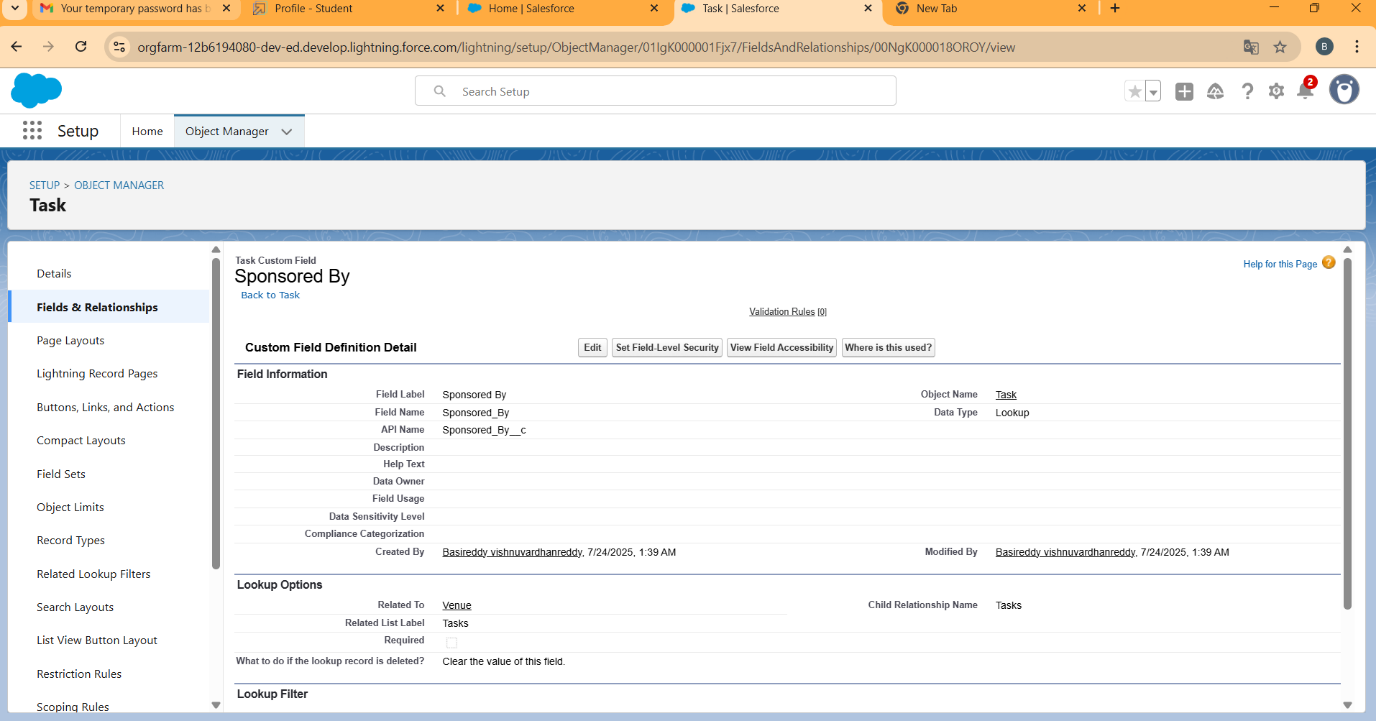 Your temporary password has b
Profile - Student
Home | Salesforce
Task | Salesforce
New Tab
orgfarm-12b6194080-dev-ed.develop.lightning.force.com/lightning/setup/ObjectManager/01IgK000001Fjx7/FieldsAndRelationships/00NgK000018OROY/view
B
Search Setup
2
Setup
Home
Object Manager
SETUP > OBJECT MANAGER
Task
Details
Fields & Relationships
Page Layouts
Lightning Record Pages
Buttons, Links, and Actions
Compact Layouts
Field Sets
Object Limits
Record Types
Related Lookup Filters
Search Layouts
List View Button Layout
Restriction Rules
Scoping Rules
Task Custom Field
Sponsored By
Back to Task
Help for this Page
Validation Rules [0]
Custom Field Definition Detail
Edit
Set Field-Level Security
View Field Accessibility
Where is this used?
Field Information
Field Label Sponsored By Object Name Task
Field Name Sponsored_By Data Type Lookup
API Name Sponsored_By__c
Description
Help Text
Data Owner
Field Usage
Data Sensitivity Level
Compliance Categorization
Created By Basireddy vishnuvardhanreddy, 7/24/2025, 1:39 AM Modified By Basireddy vishnuvardhanreddy, 7/24/2025, 1:39 AM
Lookup Options
Related To Venue Child Relationship Name Tasks
Related List Label Tasks
Required
What to do if the lookup record is deleted? Clear the value of this field.
Lookup Filter